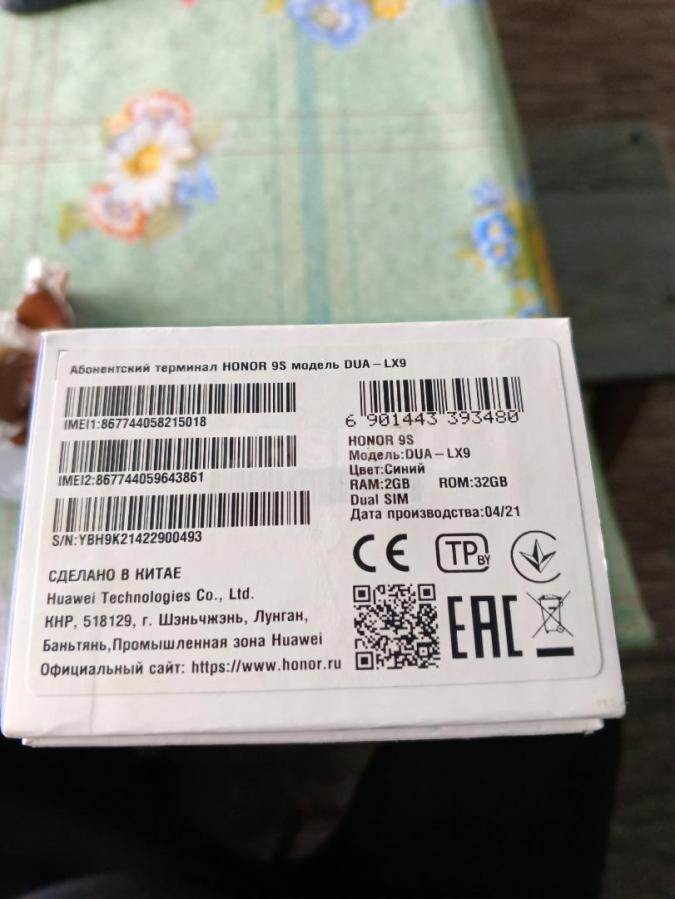 Абонентский терминал HONOR 9S модель DUA–LX9
IMEI1:867744058215018
IMEI2:867744059643861
S/N:YBH9K21422900493
6 901443 393480
HONOR 9S
Модель:DUA–LX9
Цвет:Синий
RAM:2GB ROM:32GB
Dual SIM
Дата производства:04/21
CE TP BY
EAC
СДЕЛАНО В КИТАЕ
Huawei Technologies Co., Ltd.
КНР, 518129, г. Шэньчжэнь, Лунган,
Баньтянь,Промышленная зона Huawei
Официальный сайт: https://www.honor.ru